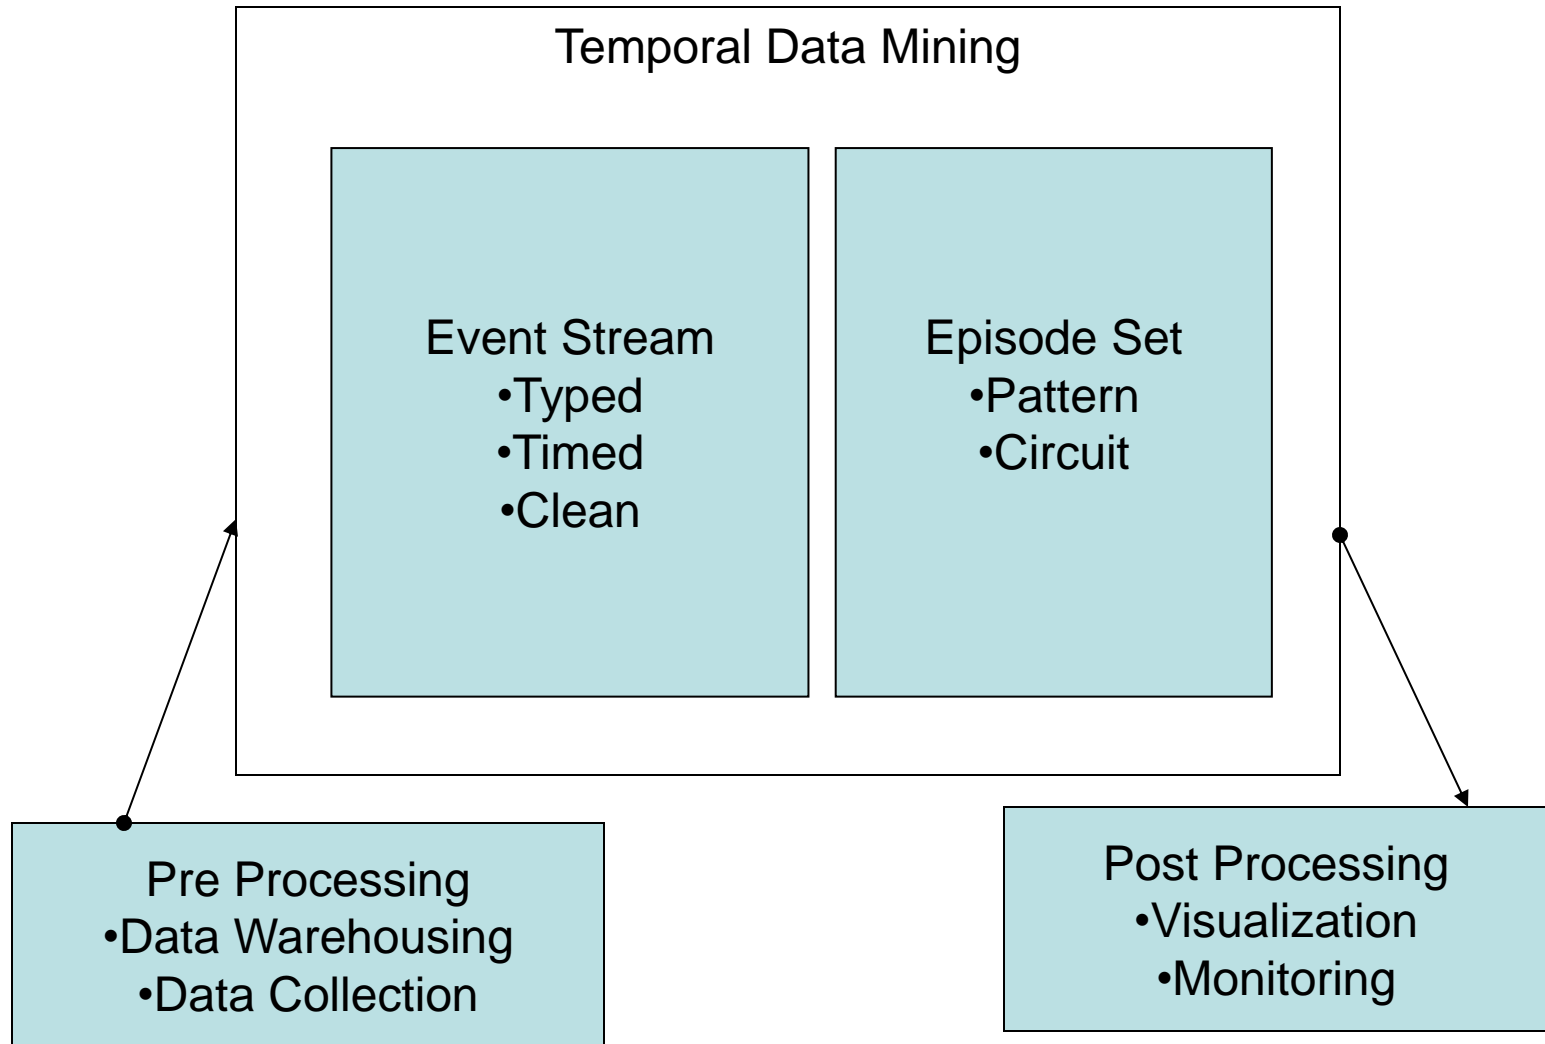 Temporal Data Mining
Event Stream
•Typed
•Timed
•Clean
Episode Set
•Pattern
•Circuit
Pre Processing
•Data Warehousing
•Data Collection
Post Processing
•Visualization
•Monitoring